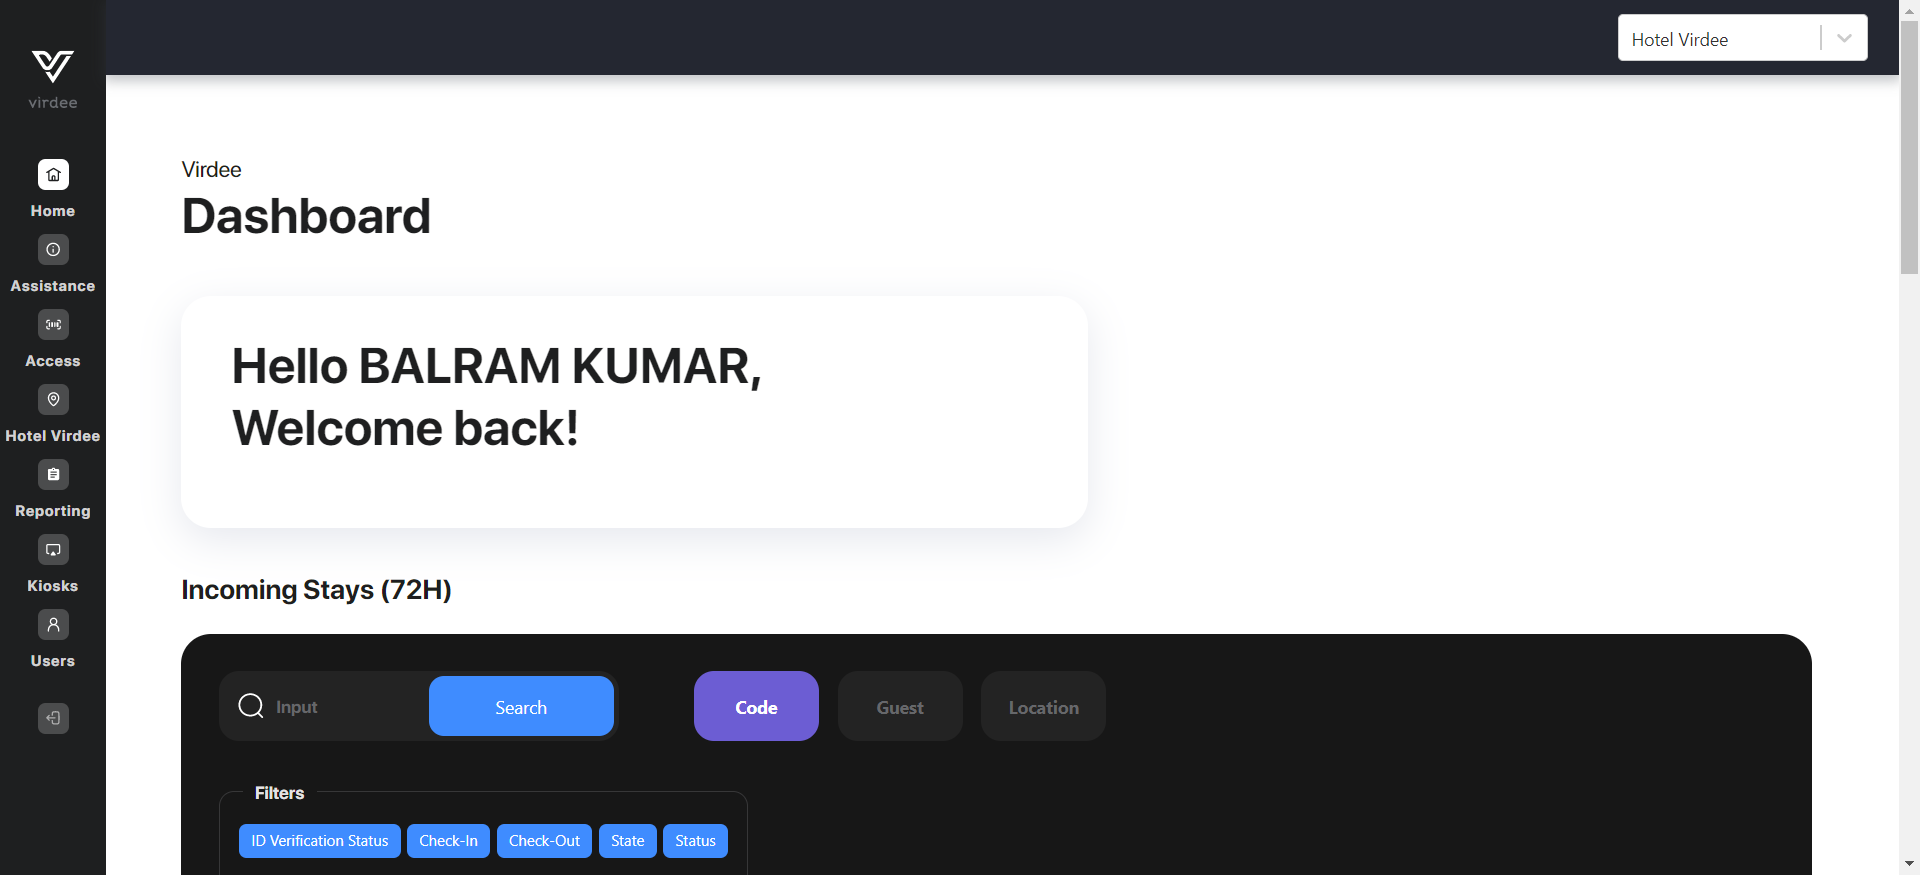 Hotel Virdee
virdee
Home
Assistance
Access
Hotel Virdee
Reporting
Kiosks
Users
Virdee
Dashboard
Hello BALRAM KUMAR,
Welcome back!
Incoming Stays (72H)
Input
Search
Code
Guest
Location
Filters
ID Verification Status
Check-In
Check-Out
State
Status